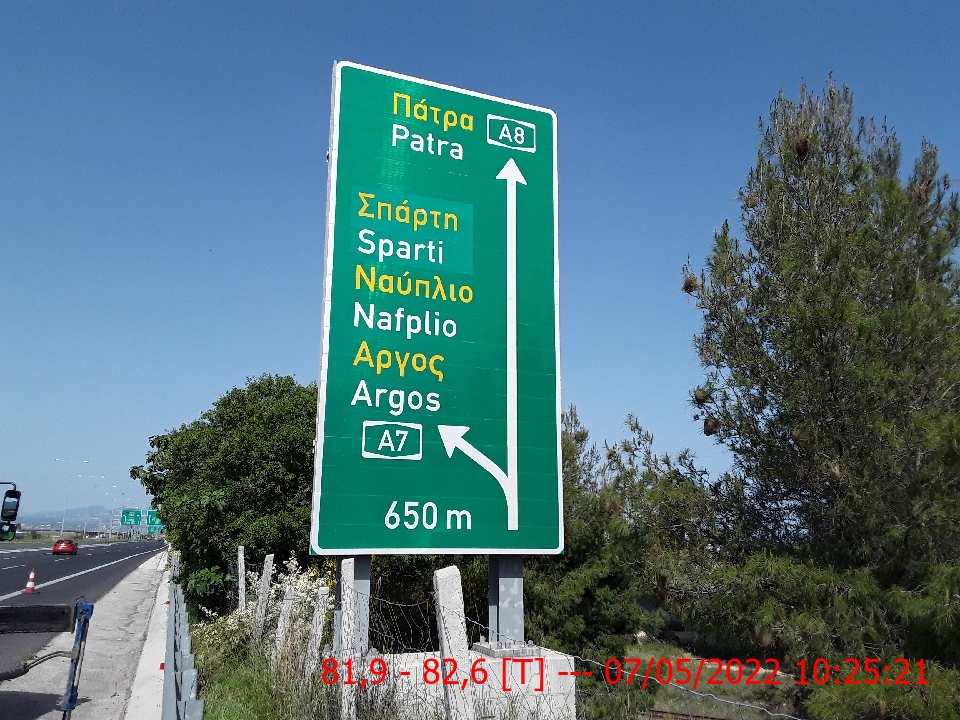 Πάτρα
Patra
A8
Σπάρτη
Sparti
Ναύπλιο
Nafplio
Αργος
Argos
A7
650 m
81,9 - 82,6 [T] --- 07/05/2022 10:25:21